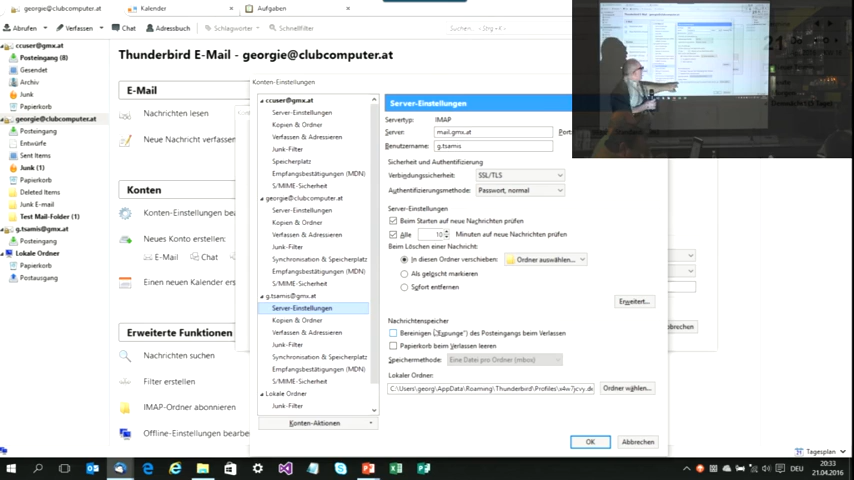 georgie@clubcomputer.at
Kalender
Aufgaben
Abrufen
Verfassen
Chat
Adressbuch
Schlagwörter
Schnellfilter
Suchen...
ccuser@gmx.at
Posteingang (8)
Gesendet
Archiv
Junk
Papierkorb
georgie@clubcomputer.at
Posteingang
Entwürfe
Sent Items
Junk (1)
Papierkorb
Deleted Items
Junk E-mail
Test Mail-Folder (1)
g.tsamis@gmx.at
Posteingang
Lokale Ordner
Papierkorb
Postausgang
Thunderbird E-Mail - georgie@clubcomputer.at
E-Mail
Nachrichten lesen
Neue Nachricht verfassen
Konten
Konten-Einstellungen bea
Neues Konto erstellen:
E-Mail
Chat
Einen neuen Kalender ers
Erweiterte Funktionen
Nachrichten suchen
Filter erstellen
IMAP-Ordner abonnieren
Offline-Einstellungen bearbe
Konten-Einstellungen
ccuser@gmx.at
Server-Einstellungen
Kopien & Ordner
Verfassen & Adressieren
Junk-Filter
Speicherplatz
Empfangsbestätigungen (MDN)
S/MIME-Sicherheit
georgie@clubcomputer.at
Server-Einstellungen
Kopien & Ordner
Verfassen & Adressieren
Junk-Filter
Synchronisation & Speicherplatz
Empfangsbestätigungen (MDN)
S/MIME-Sicherheit
g.tsamis@gmx.at
Server-Einstellungen
Kopien & Ordner
Verfassen & Adressieren
Junk-Filter
Synchronisation & Speicherplatz
Empfangsbestätigungen (MDN)
S/MIME-Sicherheit
Lokale Ordner
Junk-Filter
Konten-Aktionen
Server-Einstellungen
Servertyp: IMAP
Server: mail.gmx.at Port
Benutzername: g.tsamis
Sicherheit und Authentifizierung
Verbindungssicherheit: SSL/TLS
Authentifizierungsmethode: Passwort, normal
Server-Einstellungen
Beim Starten auf neue Nachrichten prüfen
Alle 10 Minuten auf neue Nachrichten prüfen
Beim Löschen einer Nachricht:
In diesen Ordner verschieben: Ordner auswählen...
Als gelöscht markieren
Sofort entfernen
Erweitert...
Nachrichtenspeicher
Bereinigen ("Expunge") des Posteingangs beim Verlassen
Papierkorb beim Verlassen leeren
Speichermethode: Eine Datei pro Ordner (mbox)
Lokaler Ordner:
C:\Users\georg\AppData\Roaming\Thunderbird\Profiles\x4w7jcvy.de
Ordner wählen...
OK
Abbrechen
brechen
Tagesplan
DEU
20:33
21.04.2016